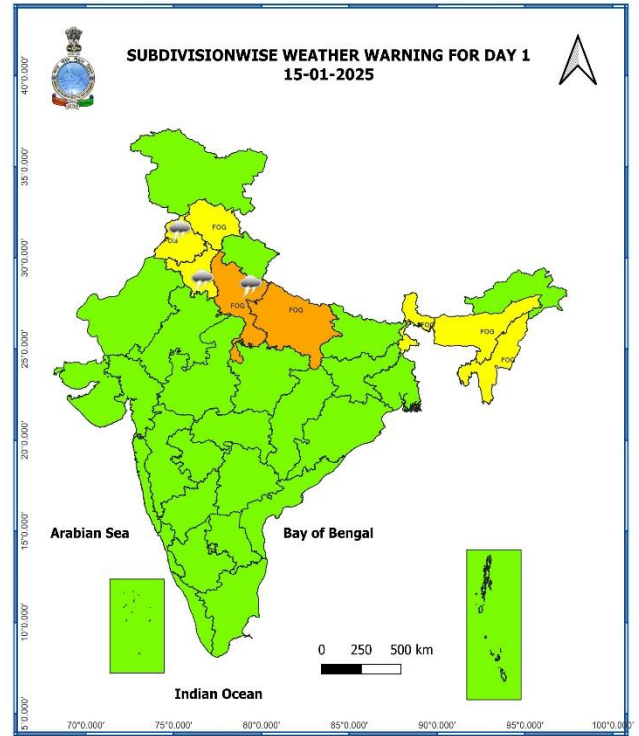 SUBDIVISIONWISE WEATHER WARNING FOR DAY 1
15-01-2025
40°0.000'
35°0.000'
30°0.000'
25°0.000'
20°0.000'
15°0.000'
10°0.000'
5°0.000'
FOG
FOG
FOG
FOG
FOG
FOG
FOG
Arabian Sea
Bay of Bengal
0 250 500 km
Indian Ocean
70°0.000' 75°0.000' 80°0.000' 85°0.000' 90°0.000' 95°0.000' 100°0.000'